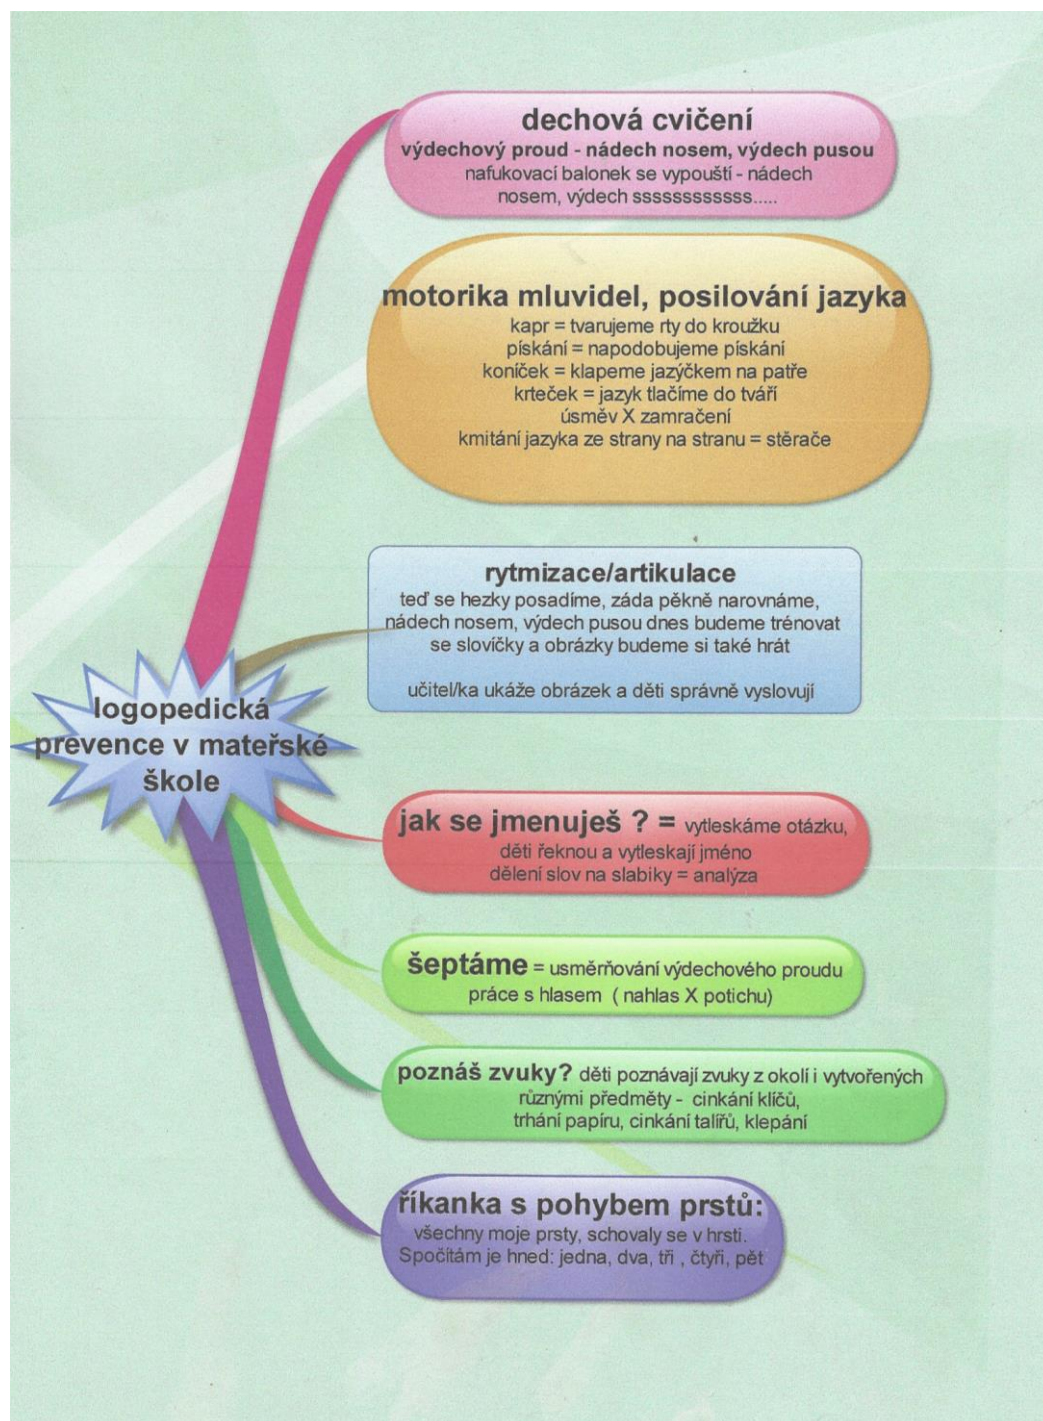 dechová cvičení
výdechový proud - nádech nosem, výdech pusou
nafukovací balonek se vypouští - nádech
nosem, výdech ssssssssssss.....
motorika mluvidel, posilování jazyka
kapr = tvarujeme rty do kroužku
pískání = napodobujeme pískání
koníček = klapeme jazýčkem na patře
krteček = jazyk tlačíme do tváří
úsměv X zamračení
kmitání jazyka ze strany na stranu = stěrače
rytmizace/artikulace
teď se hezky posadíme, záda pěkně narovnáme,
nádech nosem, výdech pusou dnes budeme trénovat
se slovíčky a obrázky budeme si také hrát
učitel/ka ukáže obrázek a děti správně vyslovují
logopedická
prevence v mateřské
škole
jak se jmenuješ ? = vytleskáme otázku,
děti řeknou a vytleskají jméno
dělení slov na slabiky = analýza
šeptáme = usměrňování výdechového proudu
práce s hlasem ( nahlas X potichu)
poznáš zvuky? děti poznávají zvuky z okolí i vytvořených
různými předměty - cinkání klíčů,
trhání papíru, cinkání talířů, klepání
říkanka s pohybem prstů:
všechny moje prsty, schovaly se v hrsti.
Spočítám je hned: jedna, dva, tři , čtyři, pět